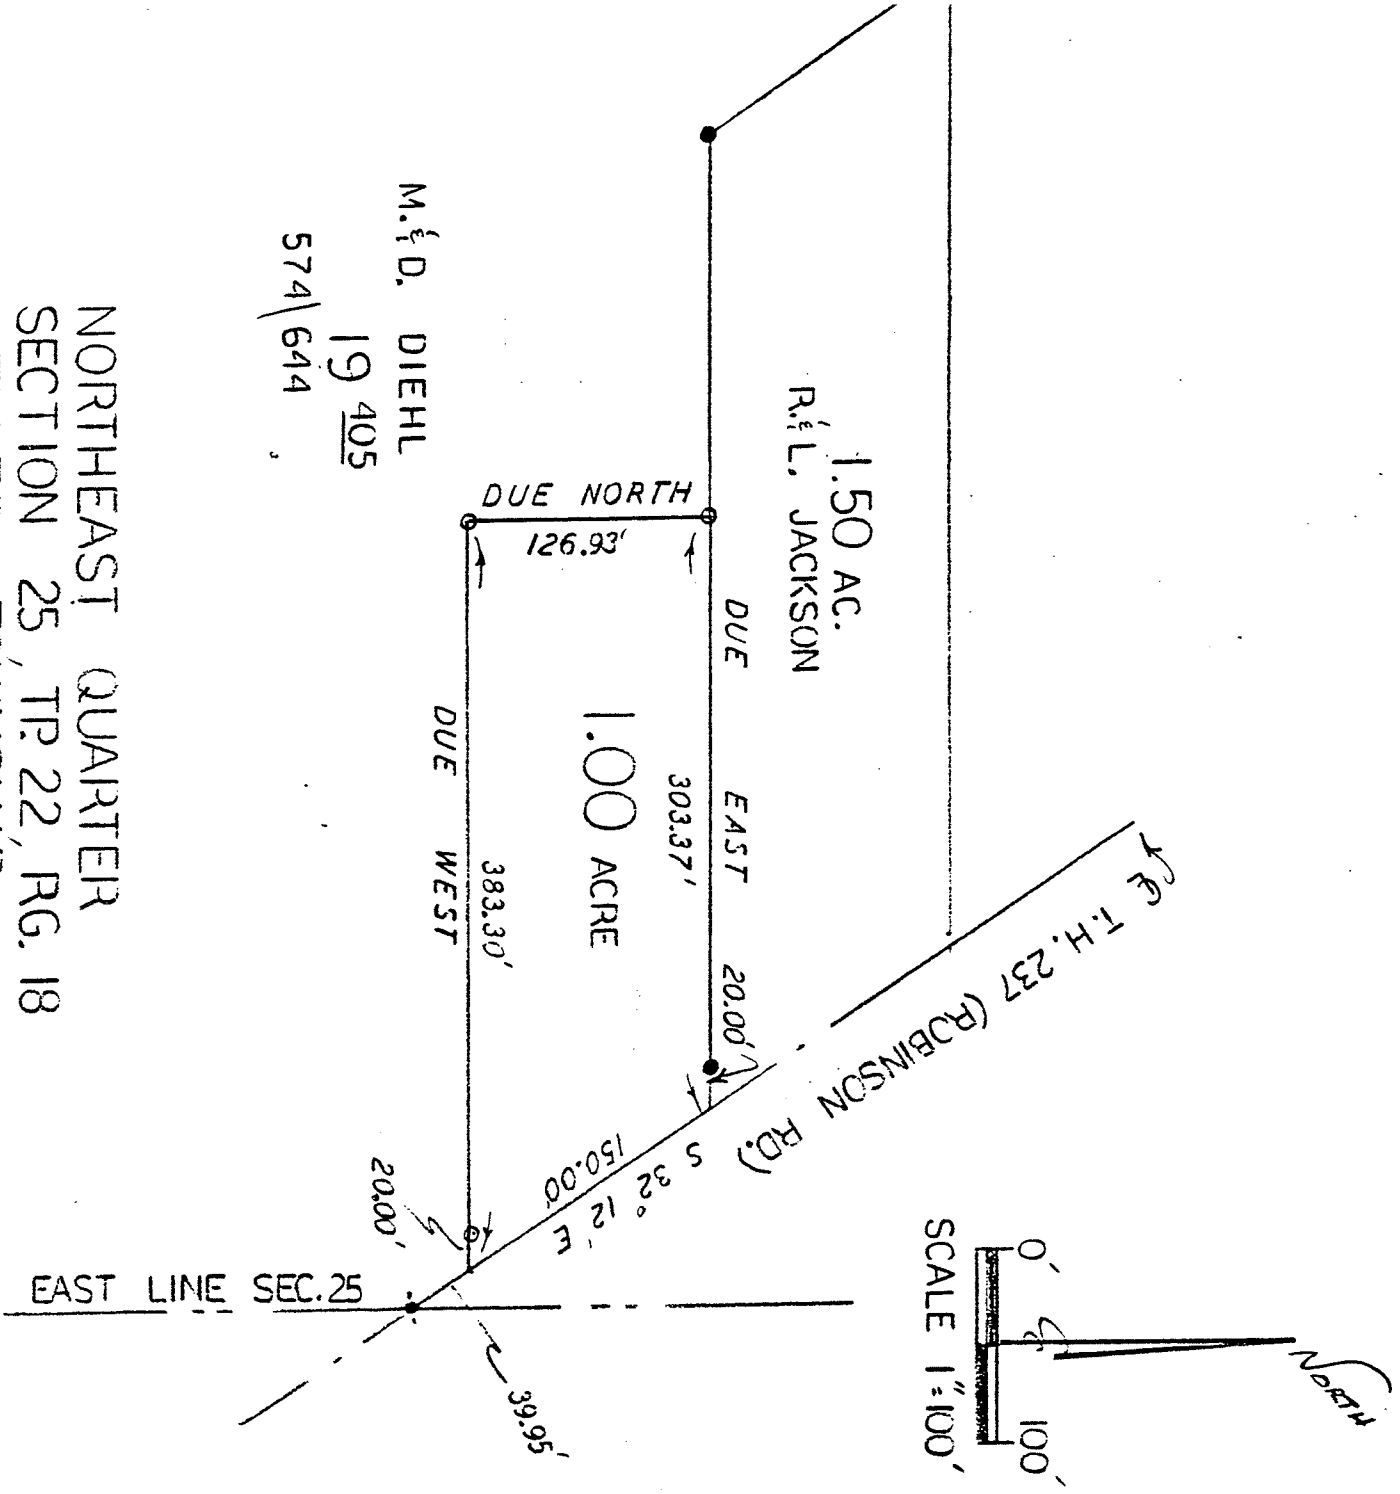 M. & D. DIEHL
19 405
574/644
R. & L. JACKSON
1.50 AC.
DUE NORTH
126.93'
DUE EAST
303.37'
20.00'
1.00 ACRE
383.30'
DUE WEST
20.00'
150.00'
S 32° 12' E
℄ T.H. 237 (ROBINSON RD.)
39.95'
EAST LINE SEC. 25
NORTH
0' 100'
SCALE 1"=100'
NORTHEAST QUARTER
SECTION 25, TP. 22, RG. 18